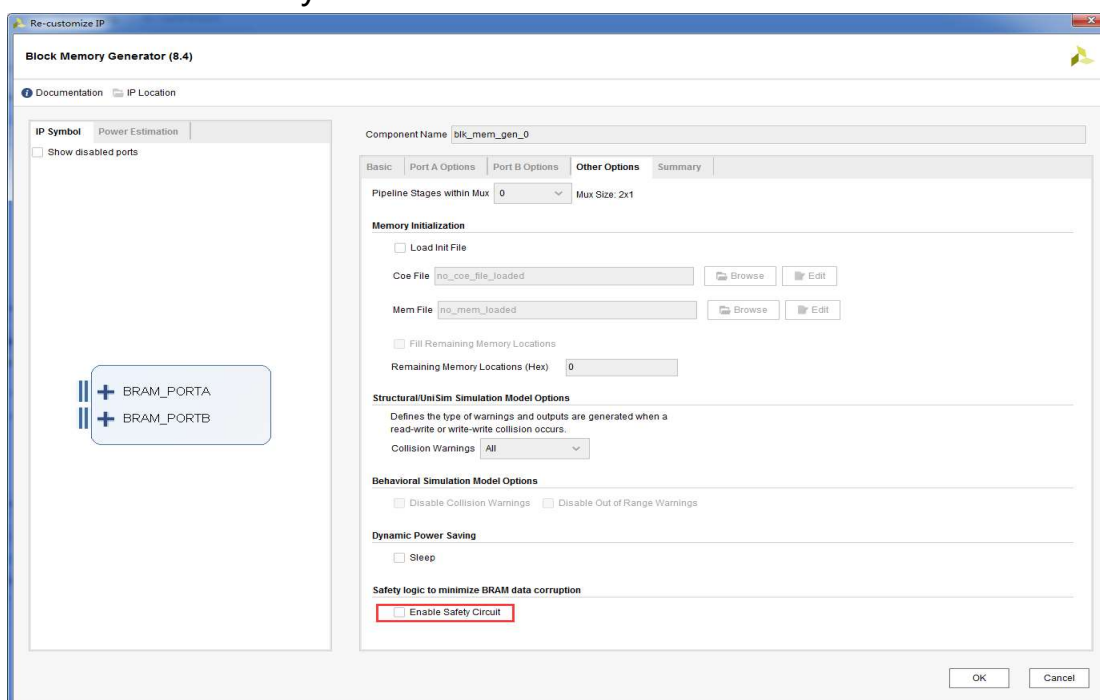 Re-customize IP
Block Memory Generator (8.4)
Documentation IP Location
IP Symbol Power Estimation
Show disabled ports
BRAM_PORTA
BRAM_PORTB
Component Name blk_mem_gen_0
Basic Port A Options Port B Options Other Options Summary
Pipeline Stages within Mux 0 Mux Size: 2x1
Memory Initialization
Load Init File
Coe File no_coe_file_loaded Browse Edit
Mem File no_mem_loaded Browse Edit
Fill Remaining Memory Locations
Remaining Memory Locations (Hex) 0
Structural/UniSim Simulation Model Options
Defines the type of warnings and outputs are generated when a
read-write or write-write collision occurs.
Collision Warnings All
Behavioral Simulation Model Options
Disable Collision Warnings Disable Out of Range Warnings
Dynamic Power Saving
Sleep
Safety logic to minimize BRAM data corruption
Enable Safety Circuit
OK Cancel